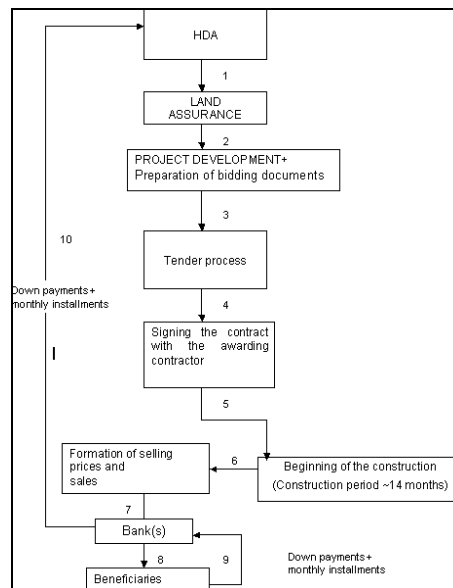 HDA
1
LAND
ASSURANCE
2
PROJECT DEVELOPMENT+
Preparation of bidding documents
3
10
Tender process
Down payments+
monthly installments
4
Signing the contract
with the awarding
contractor
5
Formation of selling
prices and
sales
6
Beginning of the construction
(Construction period ~14 months)
7
Bank(s)
8
9
Down payments+
monthly installments
Beneficiaries